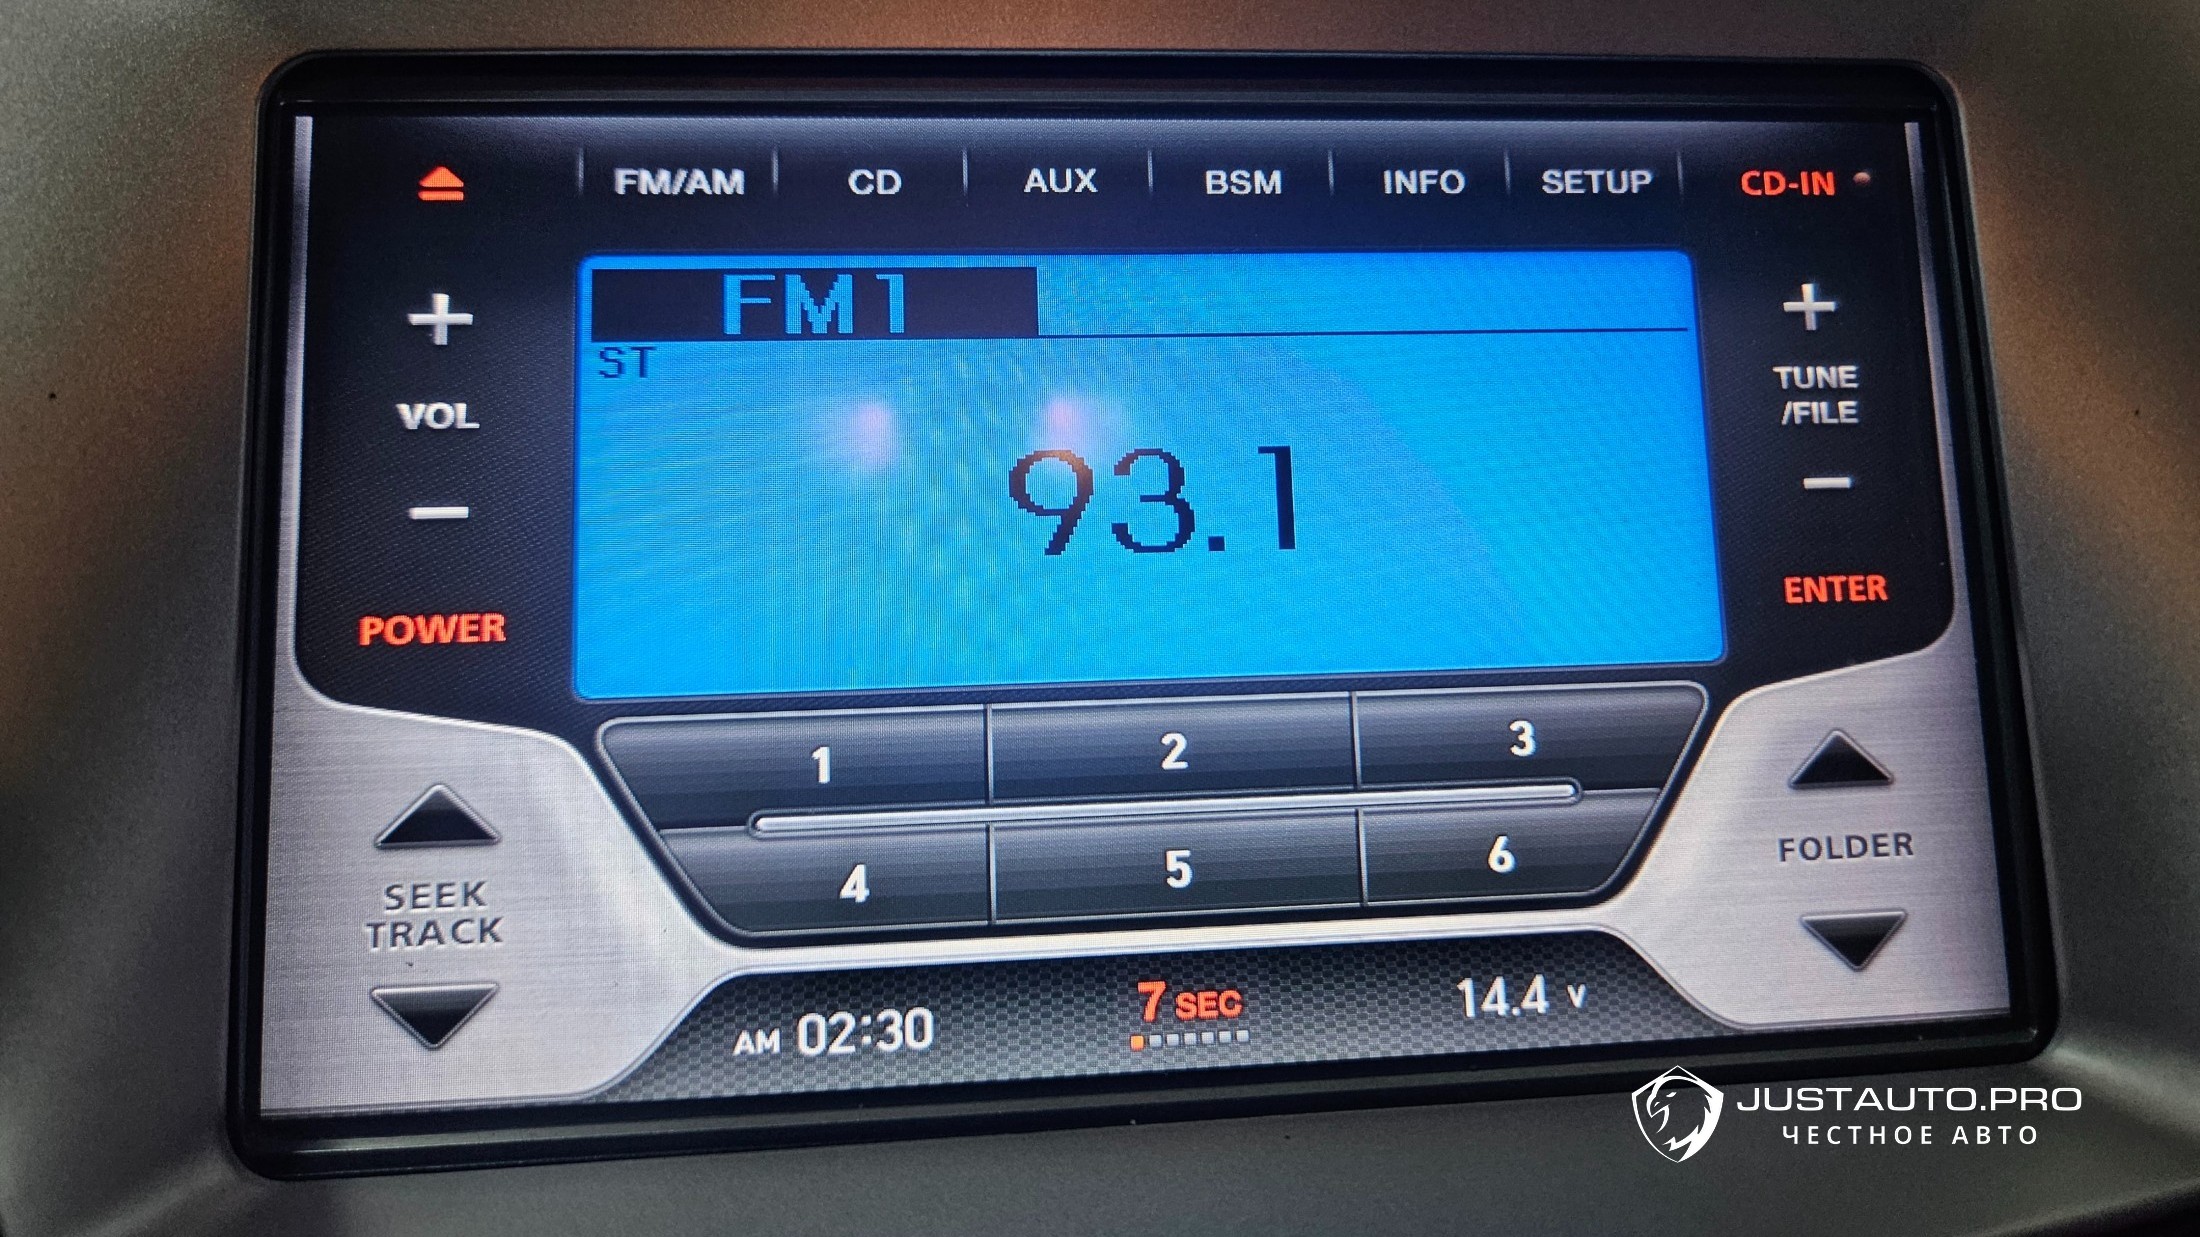 FM/AM CD AUX BSM INFO SETUP CD-IN
FM1
ST
93.1
+
VOL
−
POWER
+
TUNE
/FILE
−
ENTER
1 2 3
4 5 6
SEEK
TRACK
FOLDER
AM 02:30
7 SEC
14.4 V
JUSTAUTO.PRO
ЧЕСТНОЕ АВТО